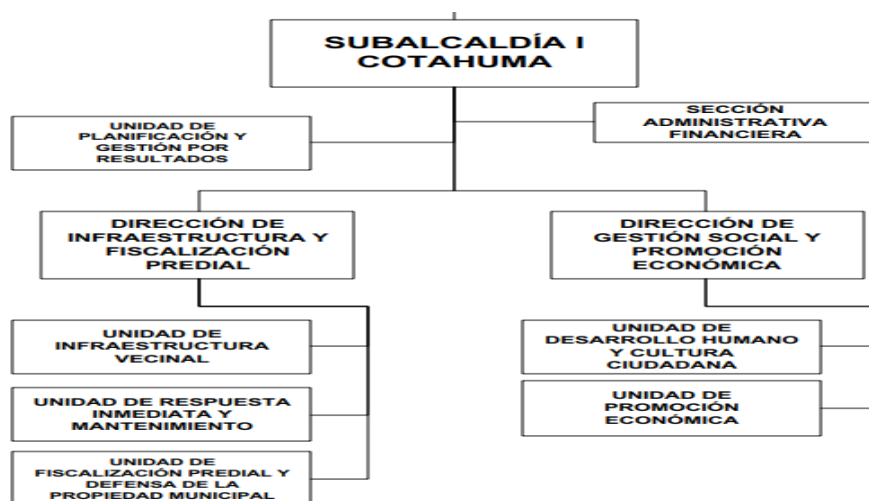 SUBALCALDÍA I
COTAHUMA
UNIDAD DE
PLANIFICACIÓN Y
GESTIÓN POR
RESULTADOS
SECCIÓN
ADMINISTRATIVA
FINANCIERA
DIRECCIÓN DE
INFRAESTRUCTURA Y
FISCALIZACIÓN
PREDIAL
DIRECCIÓN DE
GESTIÓN SOCIAL Y
PROMOCIÓN
ECONÓMICA
UNIDAD DE
INFRAESTRUCTURA
VECINAL
UNIDAD DE
DESARROLLO HUMANO
Y CULTURA
CIUDADANA
UNIDAD DE RESPUESTA
INMEDIATA Y
MANTENIMIENTO
UNIDAD DE
PROMOCIÓN
ECONÓMICA
UNIDAD DE
FISCALIZACIÓN PREDIAL Y
DEFENSA DE LA
PROPIEDAD MUNICIPAL